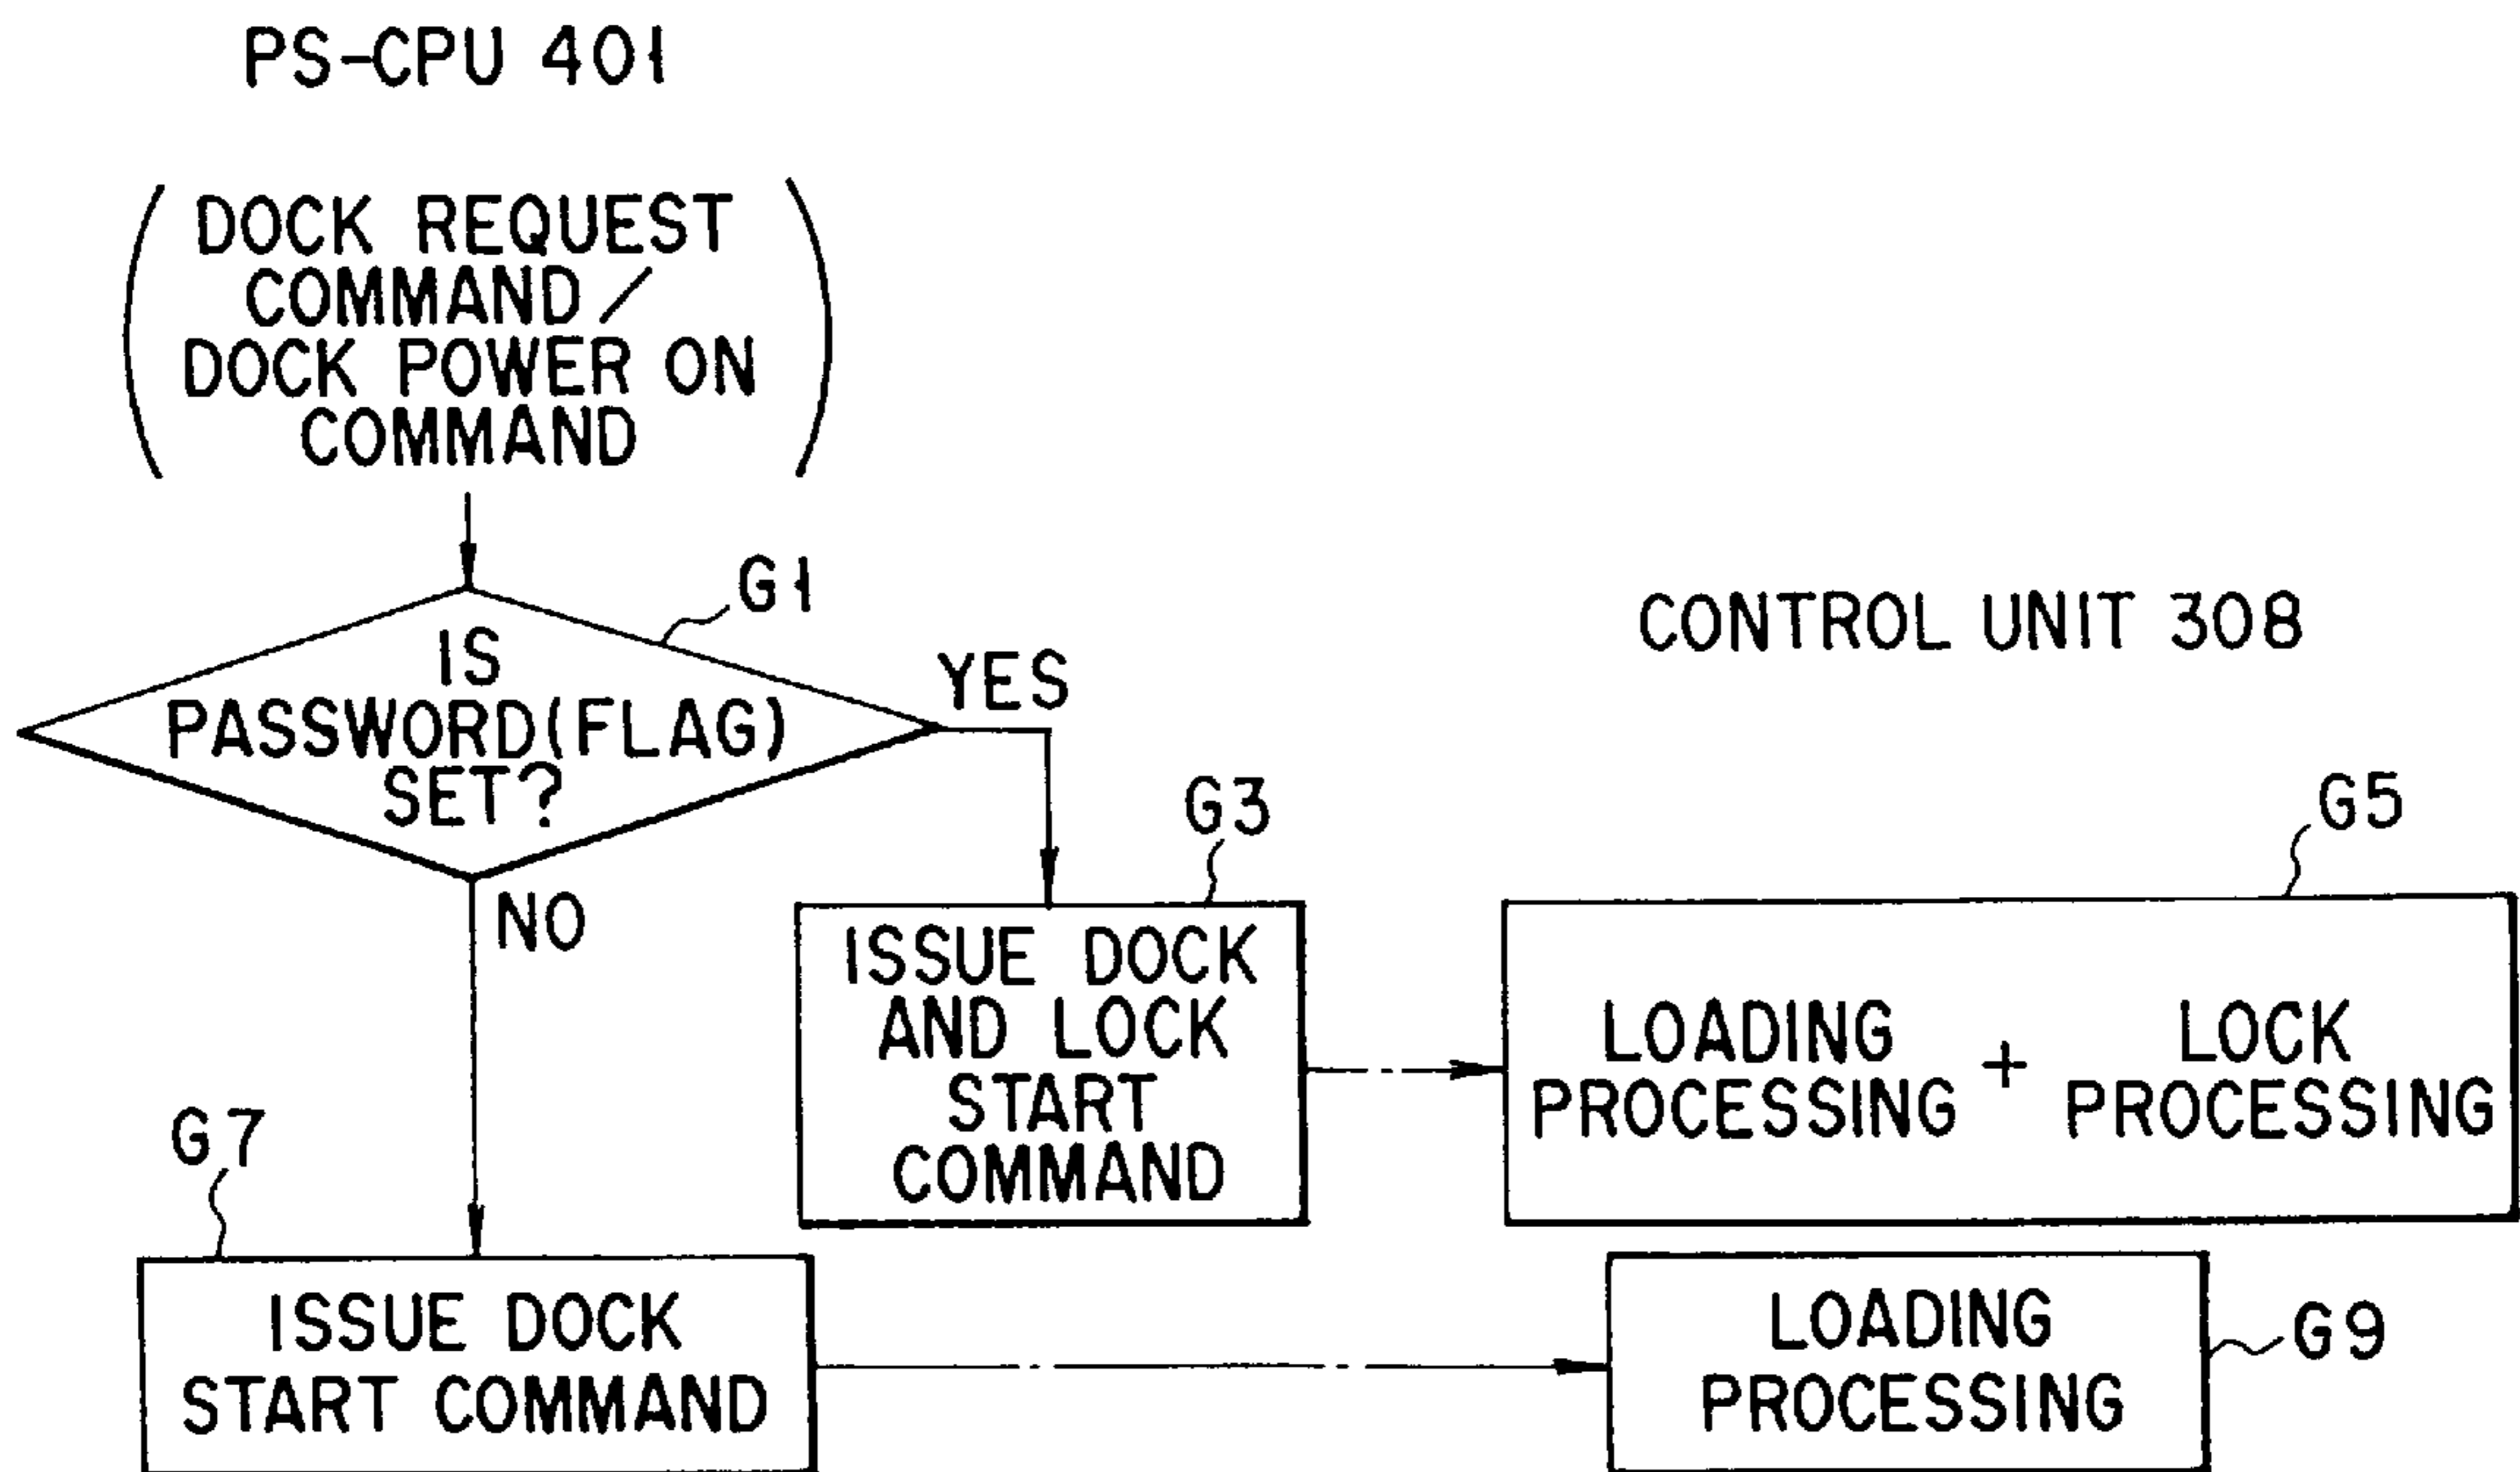 PS-CPU 401
DOCK REQUEST
COMMAND/
DOCK POWER ON
COMMAND
G1
IS
PASSWORD(FLAG)
SET?
YES
NO
CONTROL UNIT 308
G3
ISSUE DOCK
AND LOCK
START
COMMAND
G5
LOADING
PROCESSING
+
LOCK
PROCESSING
G7
ISSUE DOCK
START COMMAND
LOADING
PROCESSING
G9